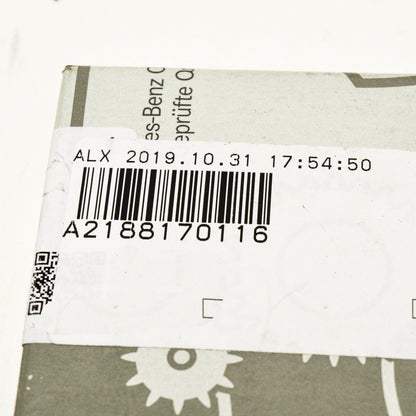 es-Benz
eprüfte
ALX 2019.10.31 17:54:50
A2188170116